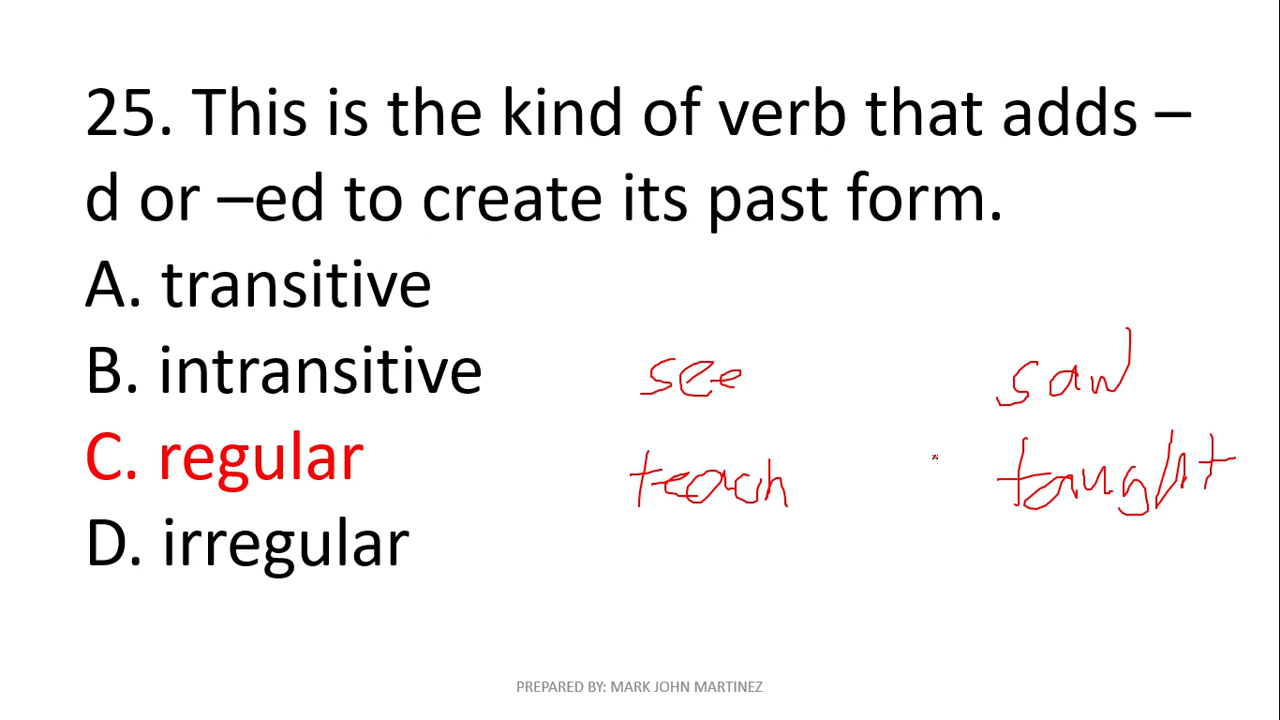 25. This is the kind of verb that adds –
d or –ed to create its past form.
A. transitive
B. intransitive
see saw
C. regular
teach taught
D. irregular
PREPARED BY: MARK JOHN MARTINEZ